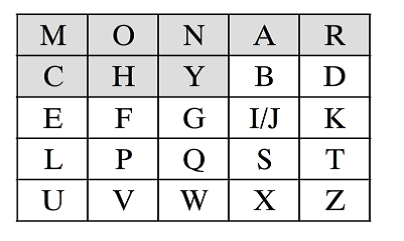 M O N A R
C H Y B D
E F G I/J K
L P Q S T
U V W X Z